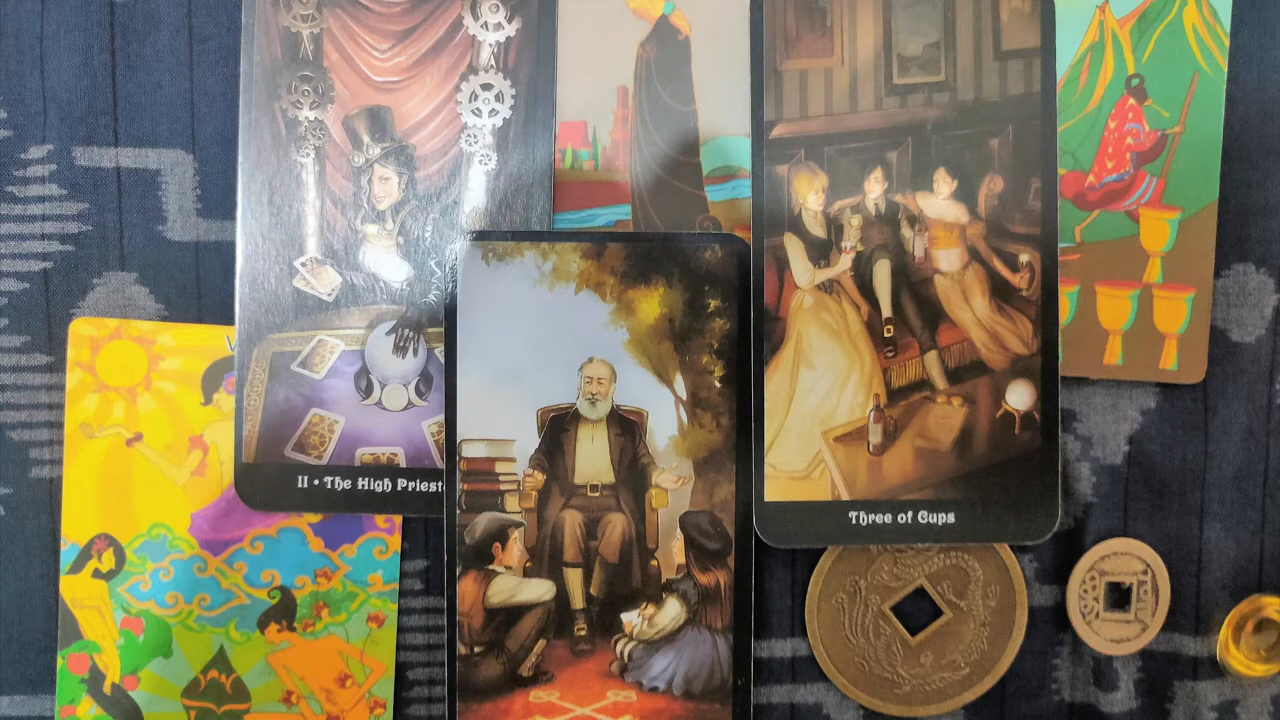 II • The High Priest
Three of Cups